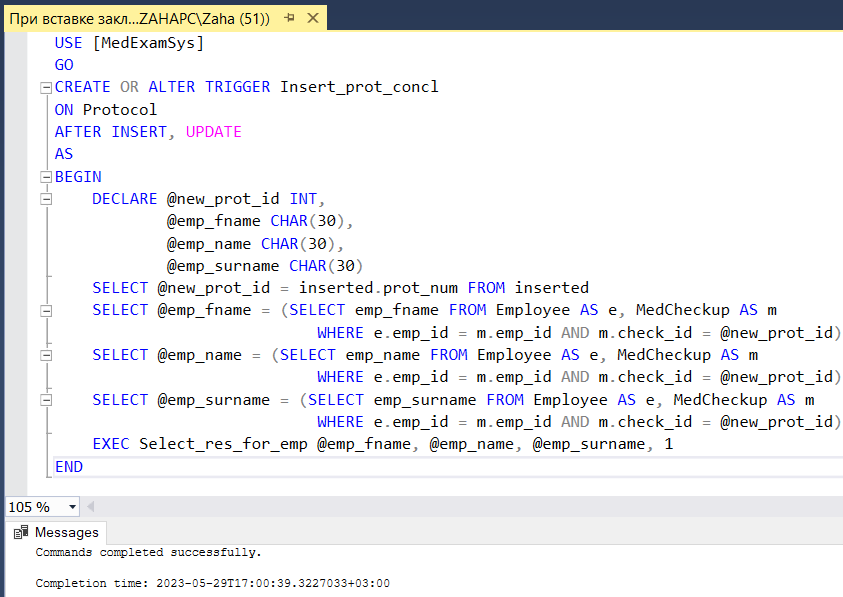 При вставке закл...ZAHAPC\Zaha (51))
USE [MedExamSys]
GO
CREATE OR ALTER TRIGGER Insert_prot_concl
ON Protocol
AFTER INSERT, UPDATE
AS
BEGIN
DECLARE @new_prot_id INT,
@emp_fname CHAR(30),
@emp_name CHAR(30),
@emp_surname CHAR(30)
SELECT @new_prot_id = inserted.prot_num FROM inserted
SELECT @emp_fname = (SELECT emp_fname FROM Employee AS e, MedCheckup AS m
WHERE e.emp_id = m.emp_id AND m.check_id = @new_prot_id)
SELECT @emp_name = (SELECT emp_name FROM Employee AS e, MedCheckup AS m
WHERE e.emp_id = m.emp_id AND m.check_id = @new_prot_id)
SELECT @emp_surname = (SELECT emp_surname FROM Employee AS e, MedCheckup AS m
WHERE e.emp_id = m.emp_id AND m.check_id = @new_prot_id)
EXEC Select_res_for_emp @emp_fname, @emp_name, @emp_surname, 1
END
105 %
Messages
Commands completed successfully.
Completion time: 2023-05-29T17:00:39.3227033+03:00